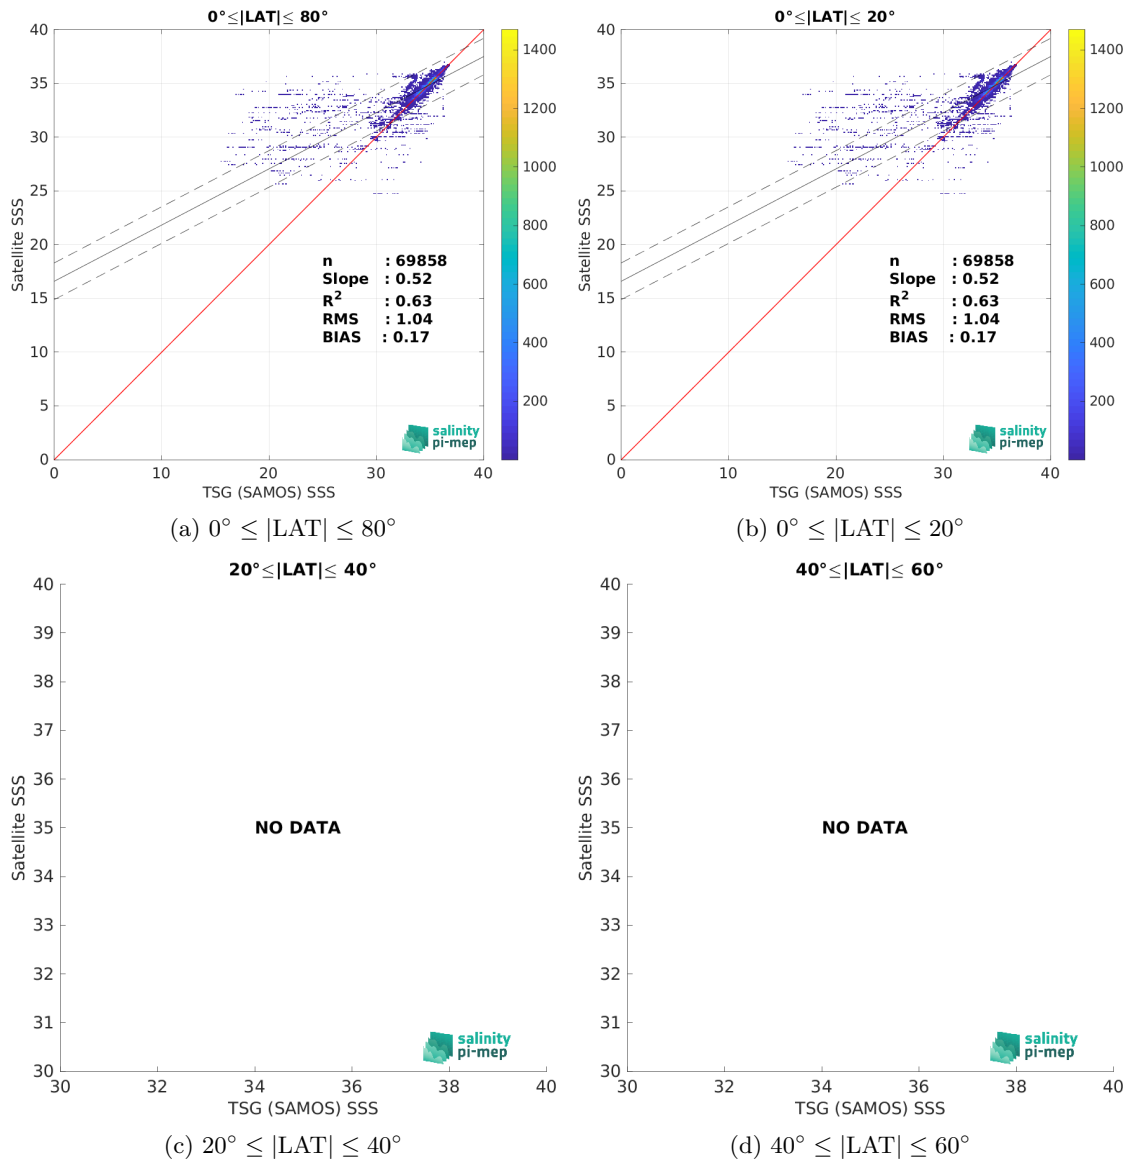 0°≤|LAT|≤ 80°
40
35
30
25
20
15
10
5
0
Satellite SSS
0
10
20
30
40
TSG (SAMOS) SSS
1400
1200
1000
800
600
400
200
n : 69858
Slope : 0.52
R² : 0.63
RMS : 1.04
BIAS : 0.17
salinity
pi-mep
(a) 0° ≤ |LAT| ≤ 80°
0°≤|LAT|≤ 20°
40
35
30
25
20
15
10
5
0
Satellite SSS
0
10
20
30
40
TSG (SAMOS) SSS
1400
1200
1000
800
600
400
200
n : 69858
Slope : 0.52
R² : 0.63
RMS : 1.04
BIAS : 0.17
salinity
pi-mep
(b) 0° ≤ |LAT| ≤ 20°
20°≤|LAT|≤ 40°
40
39
38
37
36
35
34
33
32
31
30
Satellite SSS
NO DATA
salinity
pi-mep
30
32
34
36
38
40
TSG (SAMOS) SSS
(c) 20° ≤ |LAT| ≤ 40°
40°≤|LAT|≤ 60°
40
39
38
37
36
35
34
33
32
31
30
Satellite SSS
NO DATA
salinity
pi-mep
30
32
34
36
38
40
TSG (SAMOS) SSS
(d) 40° ≤ |LAT| ≤ 60°